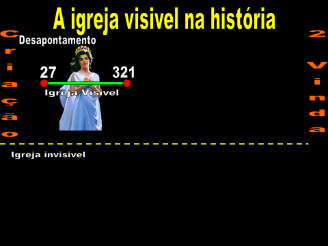 A igreja visivel na história
Desapontamento
Criação
2 Vinda
27 321
Igreja Visivel
Igreja invisivel